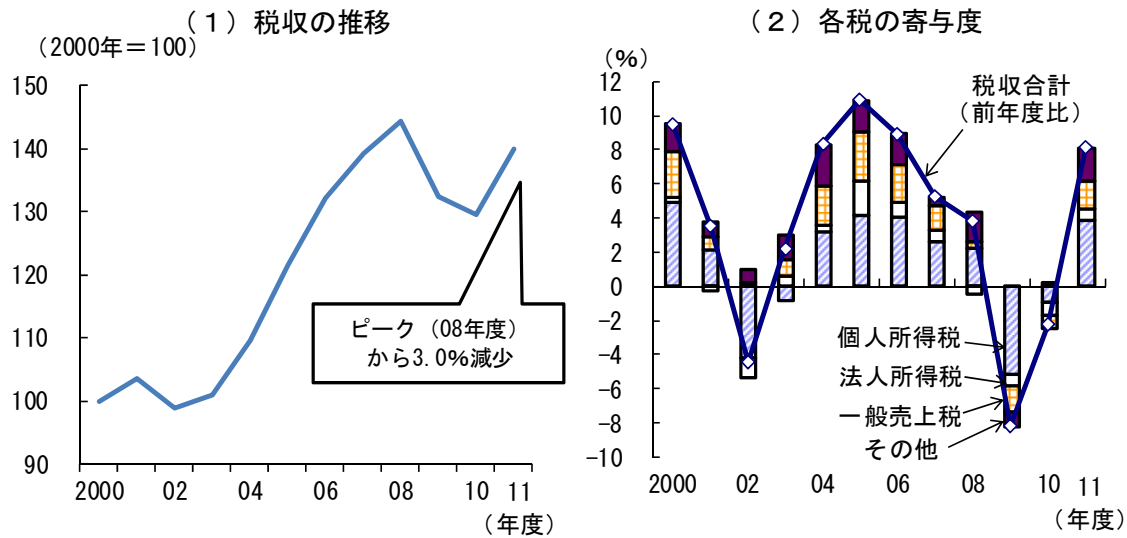 （1）税収の推移
（2000年＝100）
150
140
130
120
110
100
90
2000
02
04
06
08
10
11
（年度）
ピーク（08年度）
から3.0%減少
（2）各税の寄与度
（%）
12
10
8
6
4
2
0
−2
−4
−6
−8
−10
2000
02
04
06
08
10
11
（年度）
税収合計
（前年度比）
個人所得税
法人所得税
一般売上税
その他